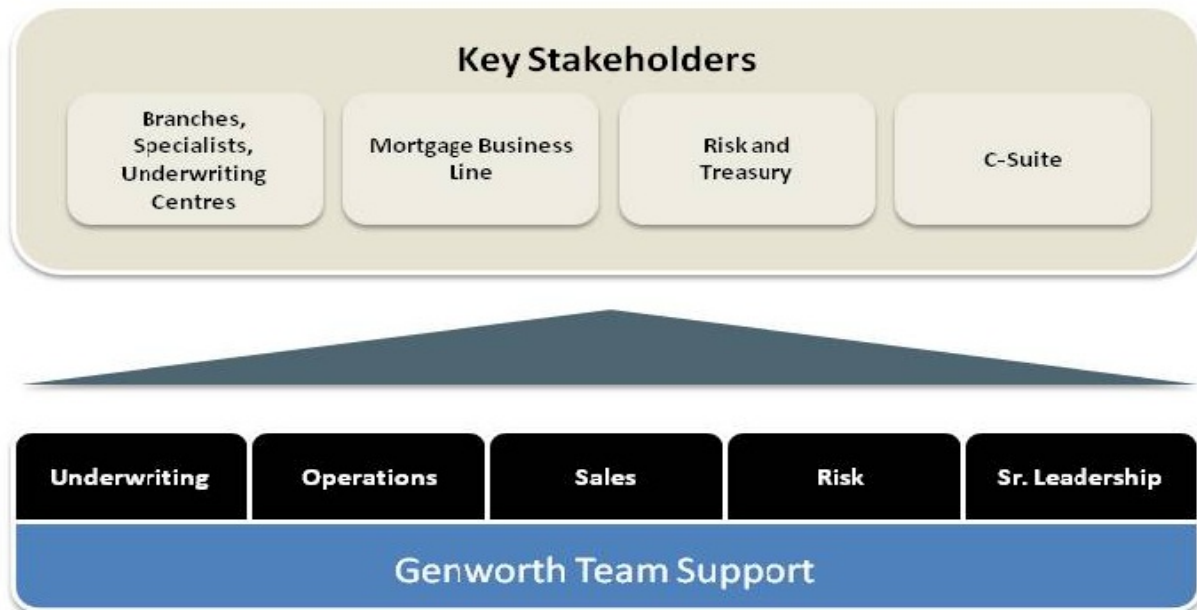 Key Stakeholders
Branches,
Specialists,
Underwriting
Centres
Mortgage Business
Line
Risk and
Treasury
C-Suite
Underwriting
Operations
Sales
Risk
Sr. Leadership
Genworth Team Support